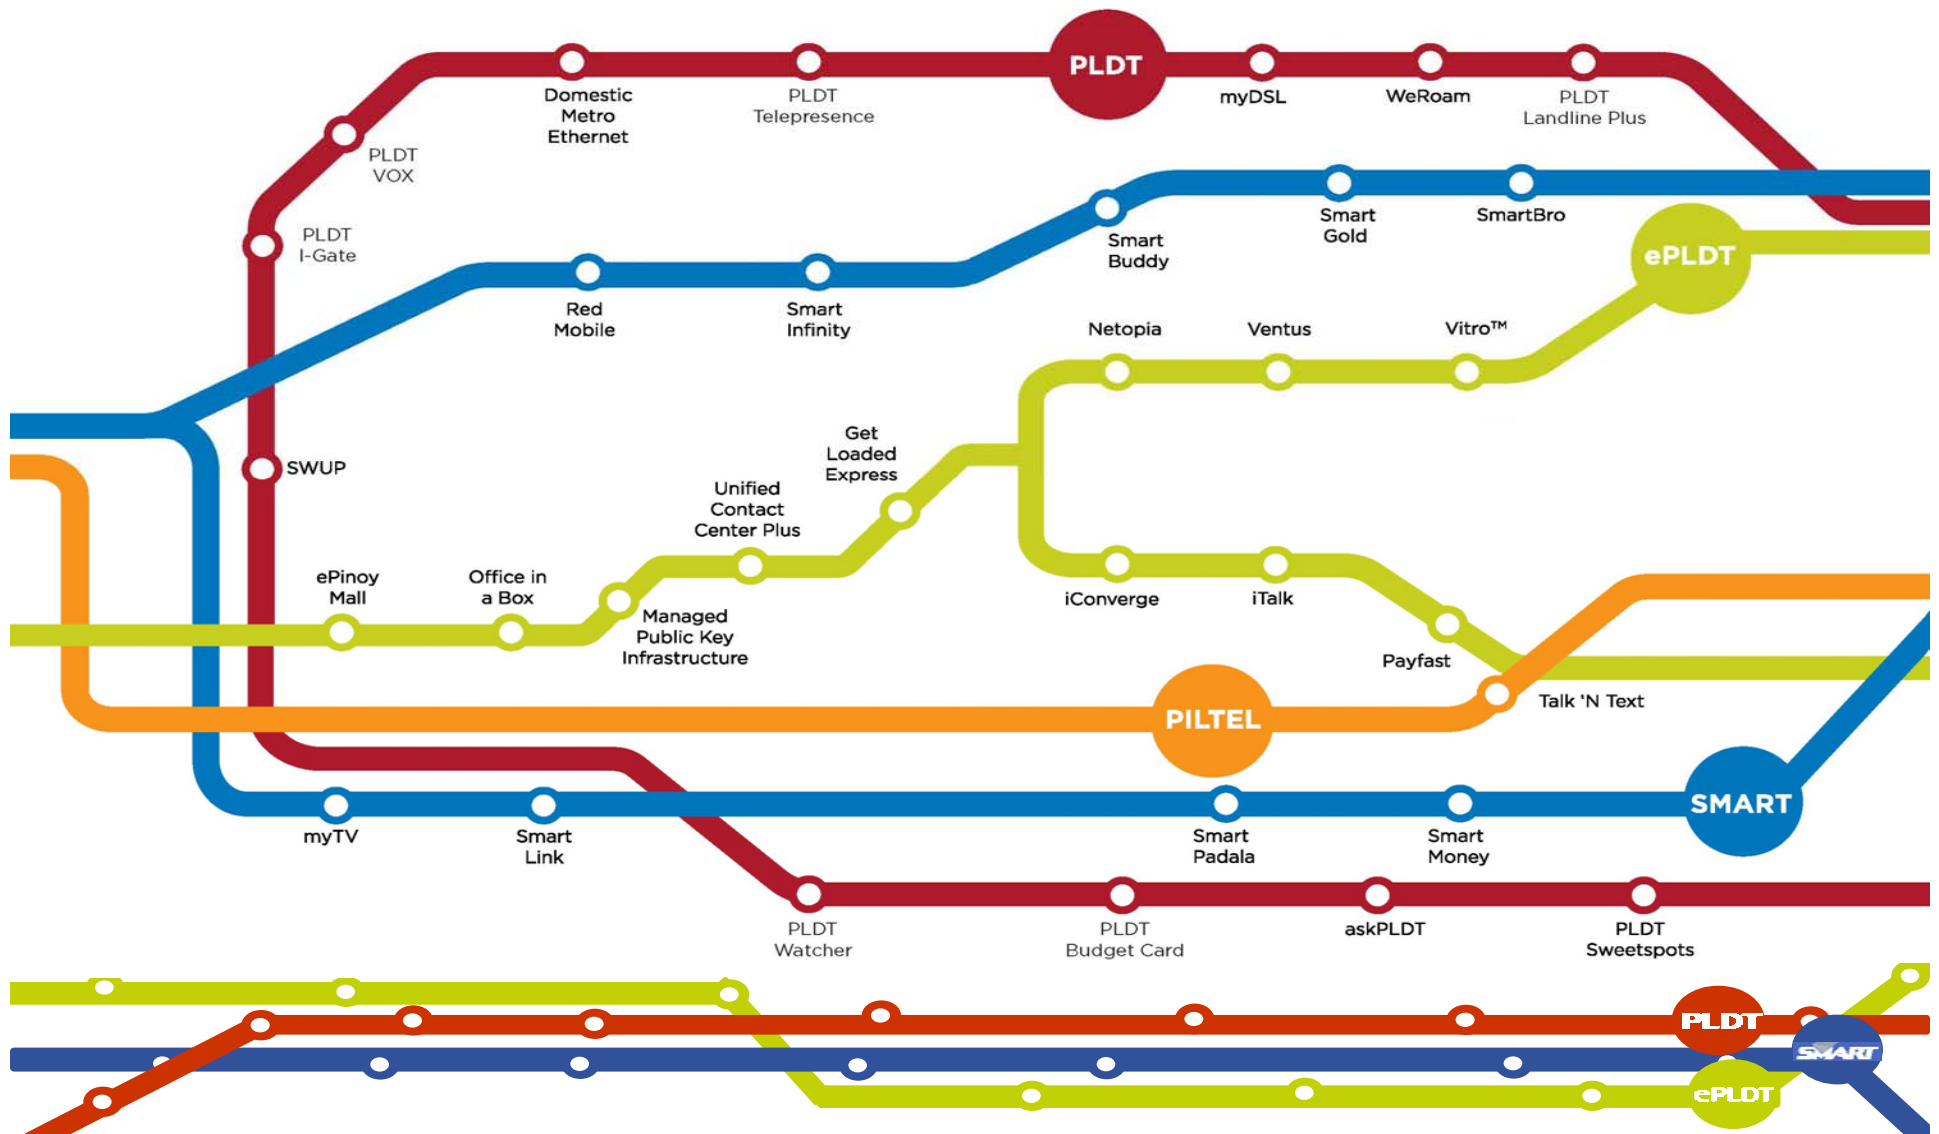 PLDT
Domestic
Metro
Ethernet
PLDT
Telepresence
myDSL
WeRoam
PLDT
Landline Plus
PLDT
VOX
PLDT
I-Gate
Smart
Buddy
Smart
Gold
SmartBro
ePLDT
Red
Mobile
Smart
Infinity
Netopia
Ventus
Vitro™
Get
Loaded
Express
SWUP
Unified
Contact
Center Plus
ePinoy
Mall
Office in
a Box
Managed
Public Key
Infrastructure
iConverge
iTalk
Payfast
Talk 'N Text
PILTEL
SMART
myTV
Smart
Link
Smart
Padala
Smart
Money
PLDT
Watcher
PLDT
Budget Card
askPLDT
PLDT
Sweetspots
PLDT
SMART
ePLDT